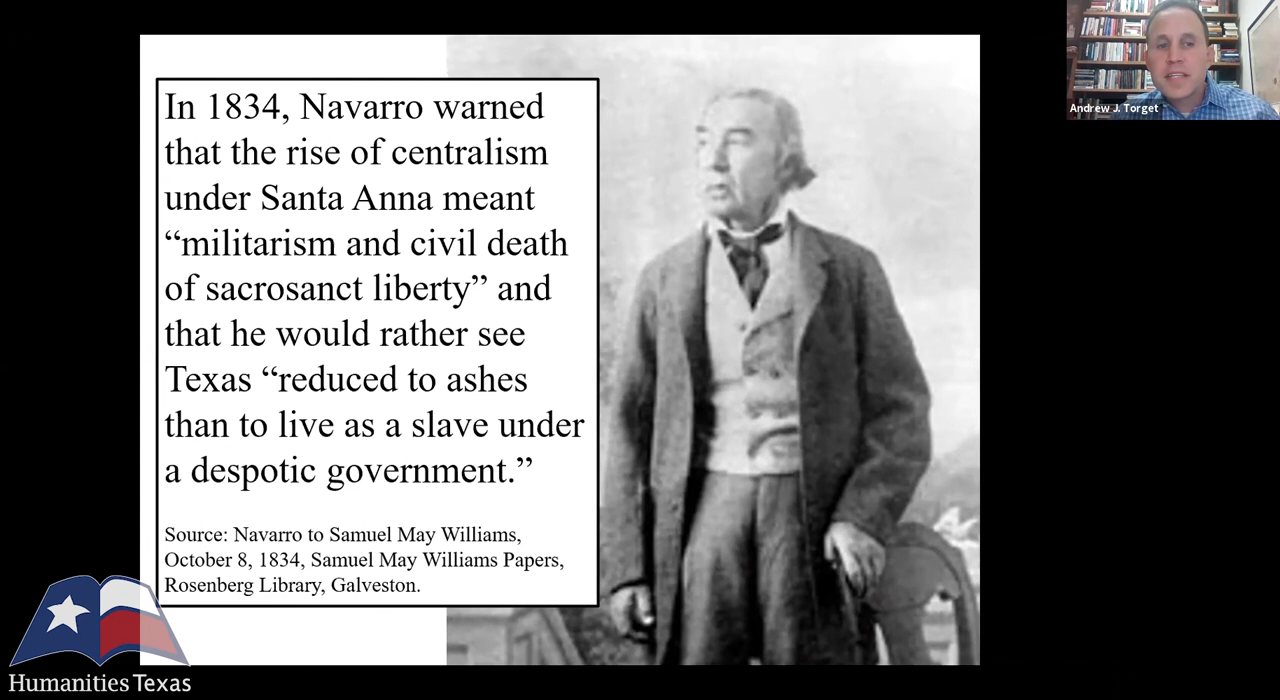 In 1834, Navarro warned
that the rise of centralism
under Santa Anna meant
“militarism and civil death
of sacrosanct liberty” and
that he would rather see
Texas “reduced to ashes
than to live as a slave under
a despotic government.”
Source: Navarro to Samuel May Williams,
October 8, 1834, Samuel May Williams Papers,
Rosenberg Library, Galveston.
Andrew J. Torget
Humanities Texas